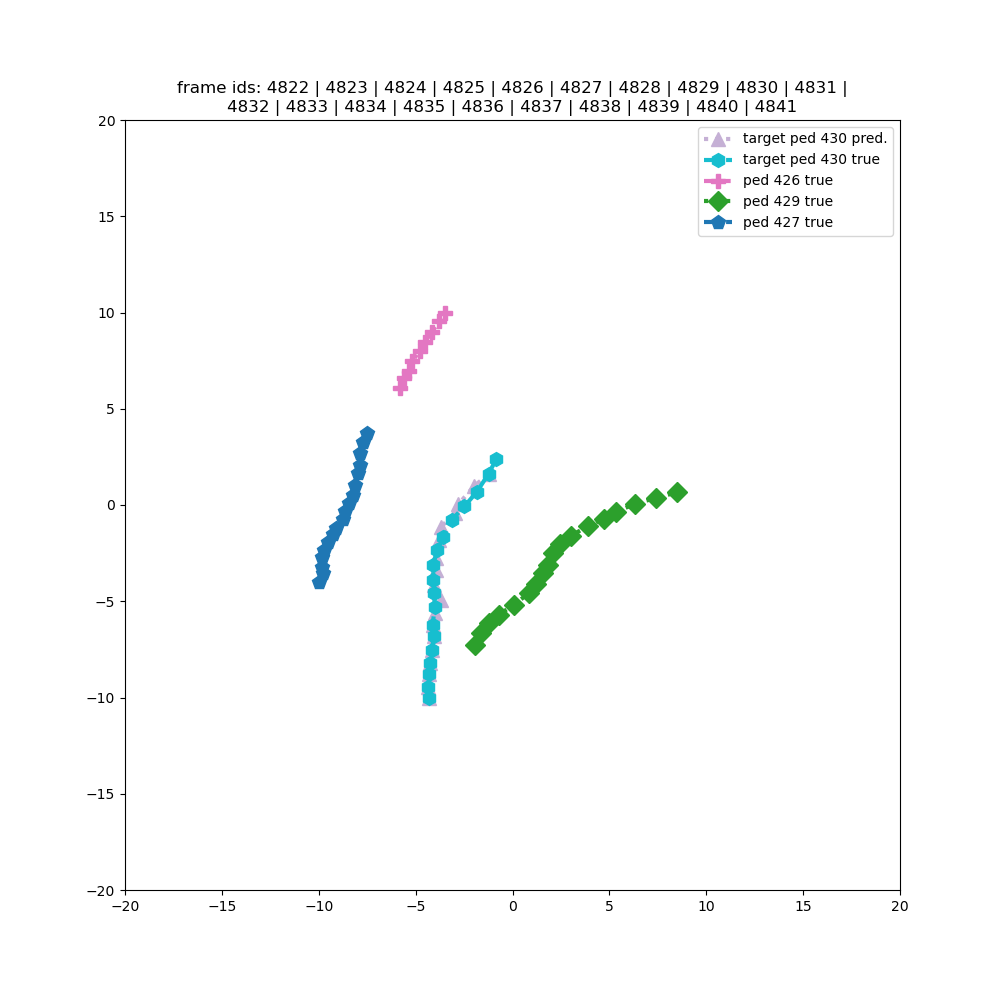 frame ids: 4822 | 4823 | 4824 | 4825 | 4826 | 4827 | 4828 | 4829 | 4830 | 4831 |
4832 | 4833 | 4834 | 4835 | 4836 | 4837 | 4838 | 4839 | 4840 | 4841
target ped 430 pred.
target ped 430 true
ped 426 true
ped 429 true
ped 427 true
20
15
10
5
0
−5
−10
−15
−20
−20 −15 −10 −5 0 5 10 15 20